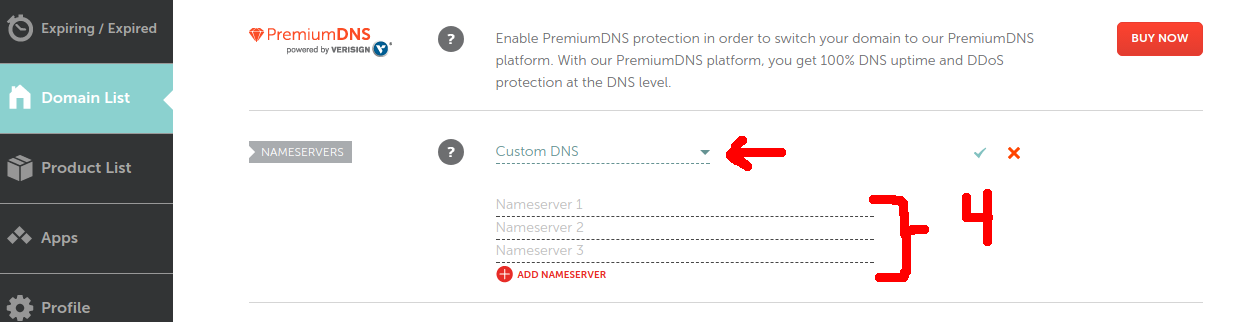 Expiring / Expired
Domain List
Product List
Apps
Profile
PremiumDNS
powered by VERISIGN
?
Enable PremiumDNS protection in order to switch your domain to our PremiumDNS
platform. With our PremiumDNS platform, you get 100% DNS uptime and DDoS
protection at the DNS level.
BUY NOW
NAMESERVERS
?
Custom DNS
Nameserver 1
Nameserver 2
Nameserver 3
ADD NAMESERVER
4